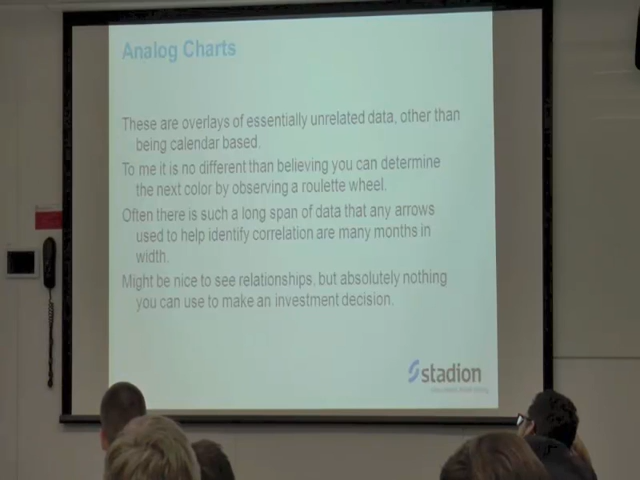 Analog Charts
These are overlays of essentially unrelated data, other than
being calendar based.
To me it is no different than believing you can determine
the next color by observing a roulette wheel.
Often there is such a long span of data that any arrows
used to help identify correlation are many months in
width.
Might be nice to see relationships, but absolutely nothing
you can use to make an investment decision.
stadion